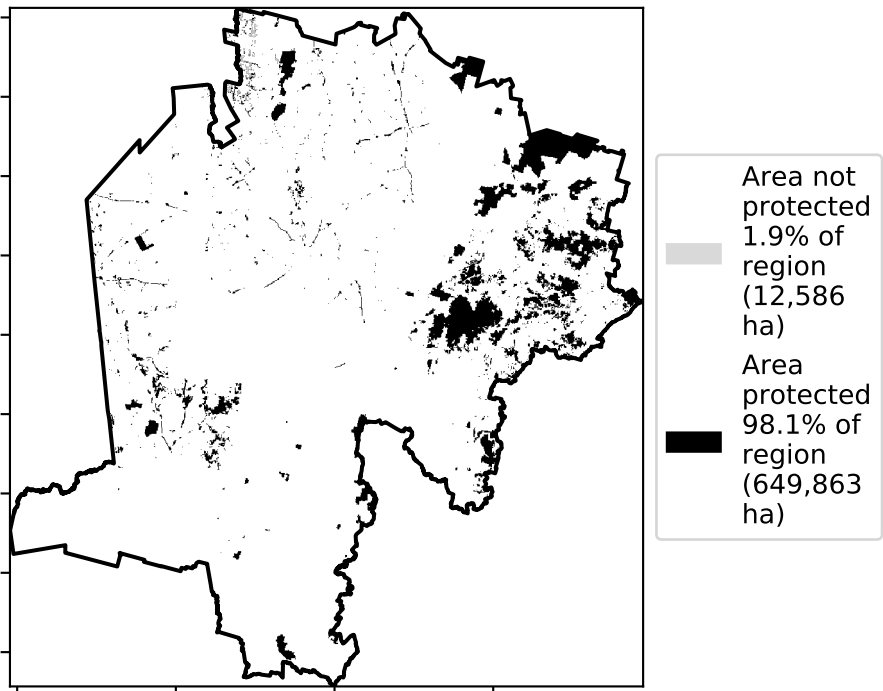 Area not
protected
1.9% of
region
(12,586
ha)
Area
protected
98.1% of
region
(649,863
ha)